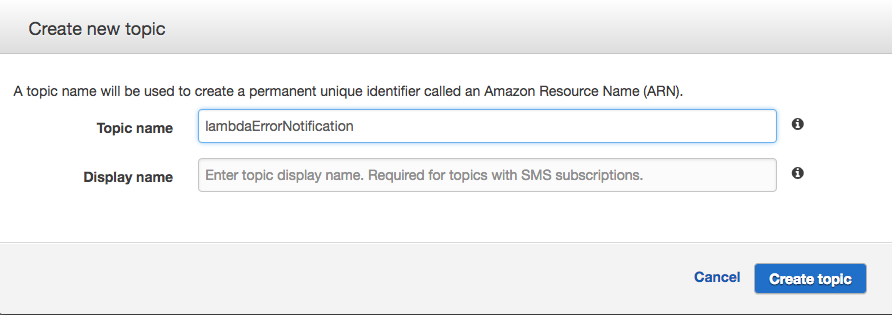 Create new topic
A topic name will be used to create a permanent unique identifier called an Amazon Resource Name (ARN).
Topic name lambdaErrorNotification
Display name Enter topic display name. Required for topics with SMS subscriptions.
Cancel Create topic